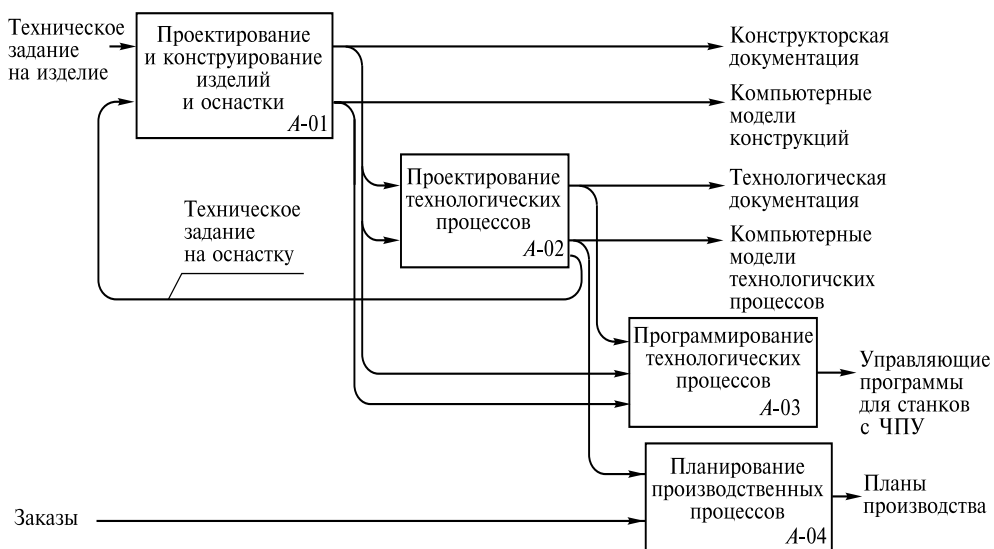 Техническое
задание
на изделие
Проектирование
и конструирование
изделий
и оснастки
А-01
Конструкторская
документация
Компьютерные
модели
конструкций
Проектирование
технологических
процессов
А-02
Технологическая
документация
Техническое
задание
на оснастку
Компьютерные
модели
технологичских
процессов
Программирование
технологических
процессов
А-03
Управляющие
программы
для станков
с ЧПУ
Планирование
производственных
процессов
А-04
Планы
производства
Заказы